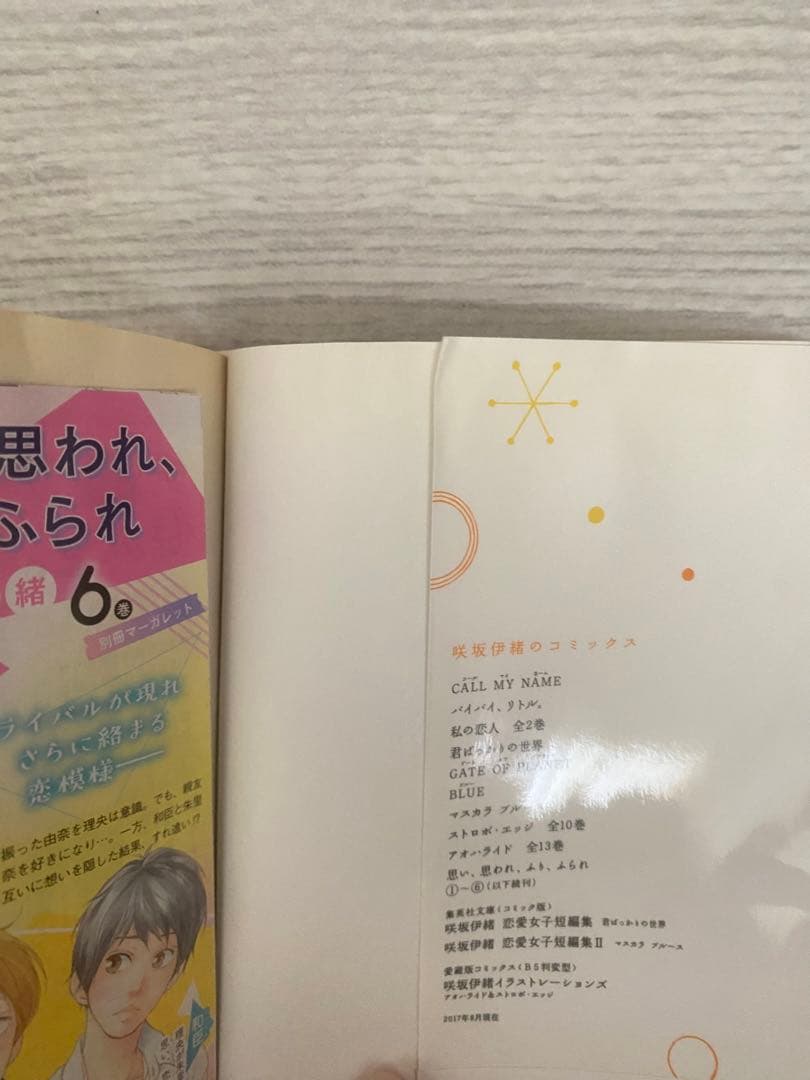 思われ、
ふられ
緒 6巻
別冊マーガレット
ライバルが現れ
さらに絡まる
恋模様――
振った由奈を理央は意識。でも、親友
奈を好きになり…。一方、和臣と朱里
互いに想いを隠した結果、すれ違い!?
和臣
咲坂伊緒のコミックス
CALL MY NAME
バイバイ、リトル。
私の恋人 全2巻
君ばっかりの世界
GATE OF PLANET
BLUE
マスカラ ブルース
ストロボ・エッジ 全10巻
アオハライド 全13巻
思い、思われ、ふり、ふられ
①〜⑥(以下続刊)
集英社文庫(コミック版)
咲坂伊緒 恋愛女子短編集 君ばっかりの世界
咲坂伊緒 恋愛女子短編集Ⅱ マスカラ ブルース
愛蔵版コミックス(B5判変型)
咲坂伊緒イラストレーションズ
アオハライド&ストロボ・エッジ
2017年8月現在